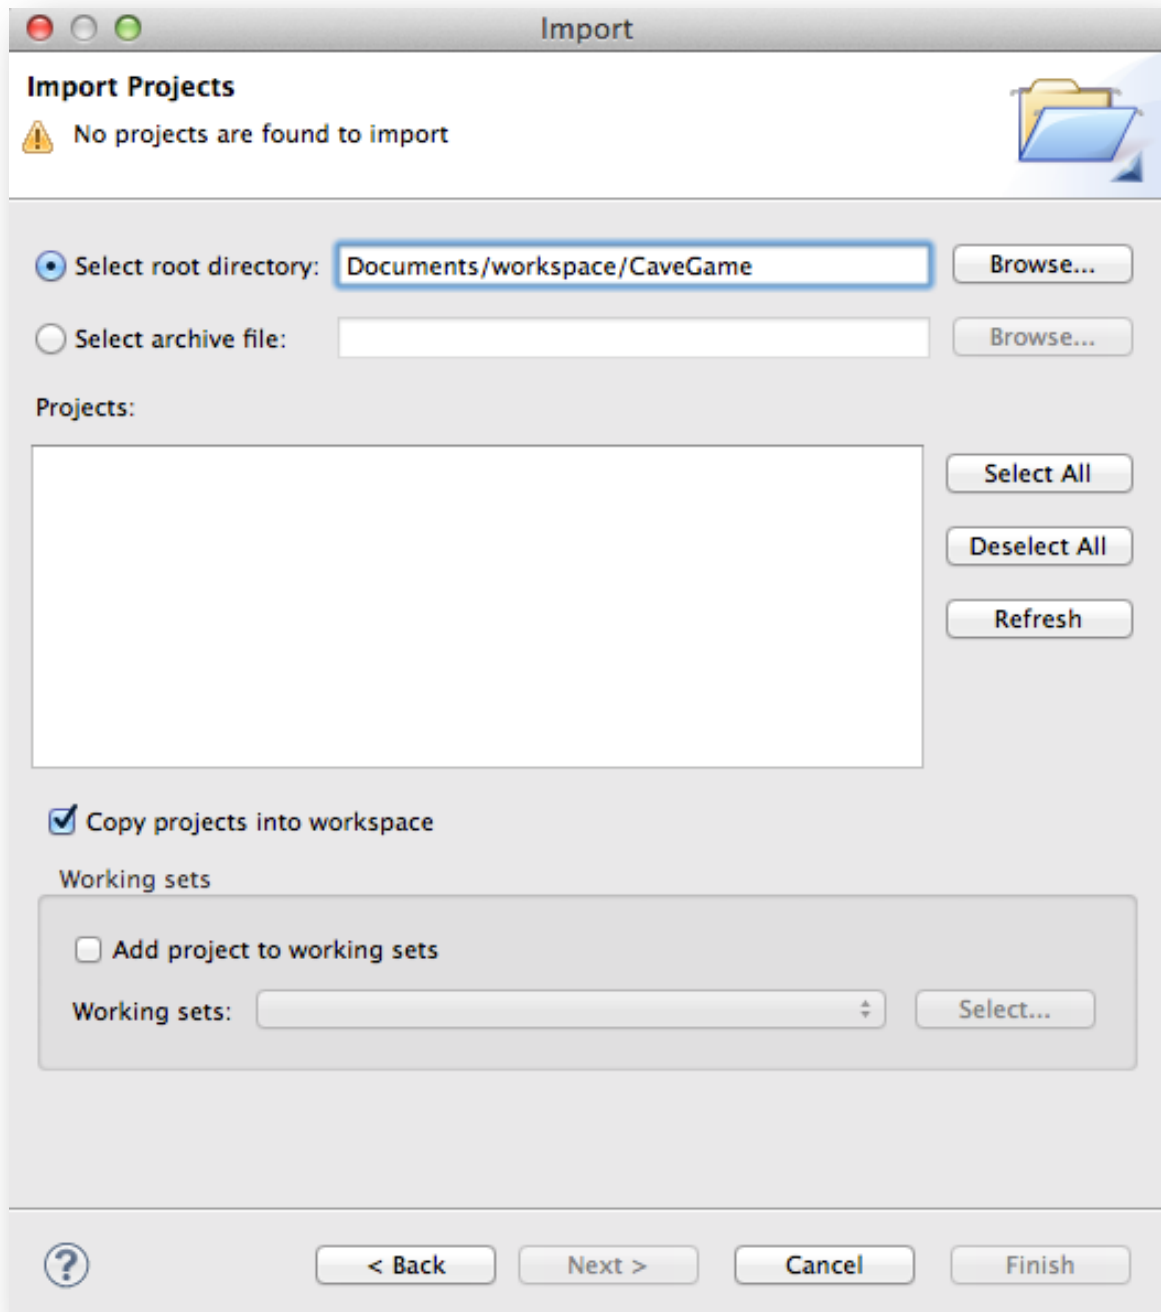 Import
Import Projects
No projects are found to import
Select root directory: Documents/workspace/CaveGame Browse...
Select archive file: Browse...
Projects:
Select All
Deselect All
Refresh
Copy projects into workspace
Working sets
Add project to working sets
Working sets: Select...
? < Back Next > Cancel Finish